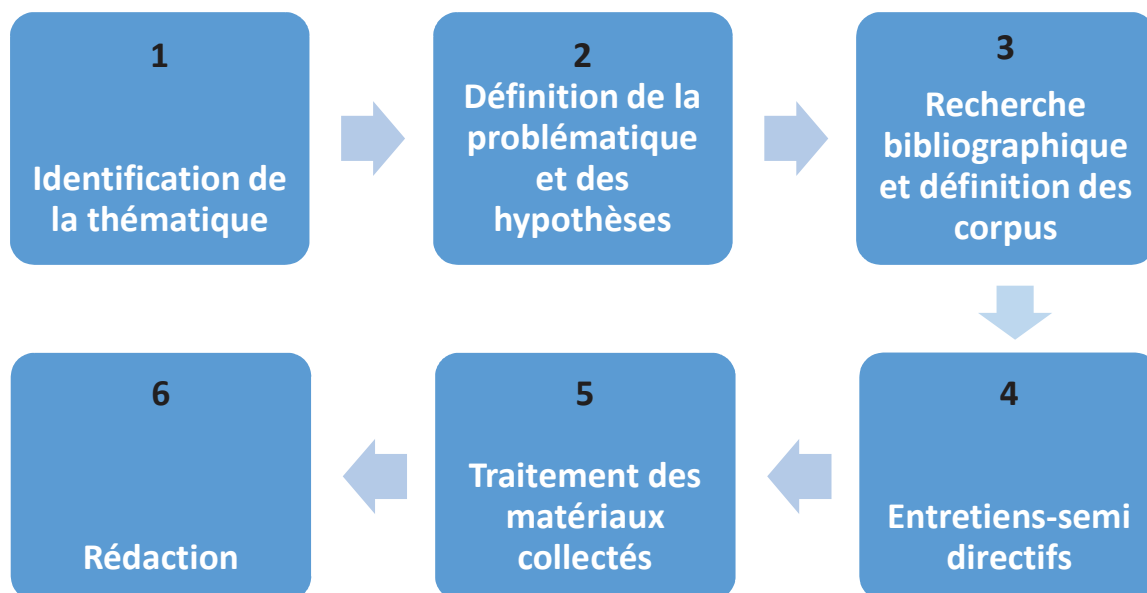 1
Identification de
la thématique
2
Définition de la
problématique
et des
hypothèses
3
Recherche
bibliographique
et définition des
corpus
4
Entretiens-semi
directifs
5
Traitement des
matériaux
collectés
6
Rédaction